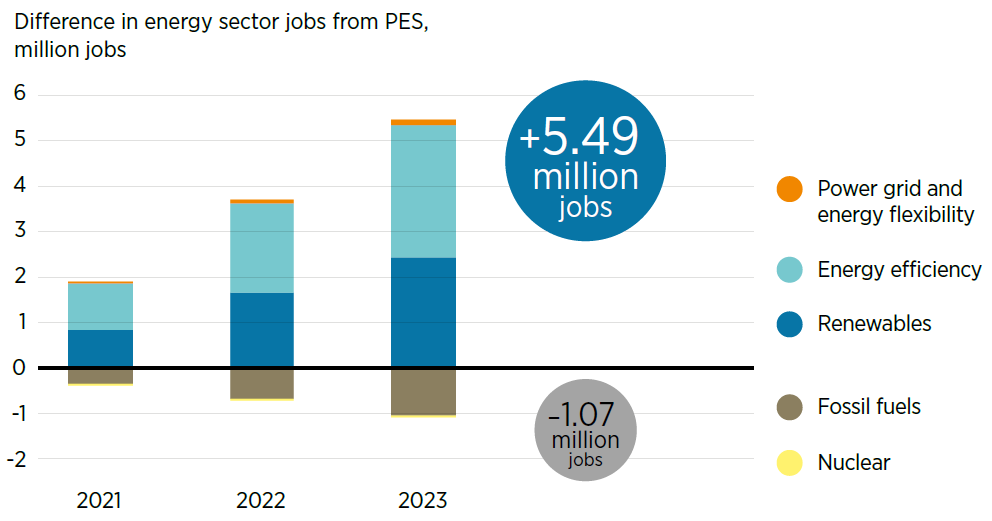 Difference in energy sector jobs from PES,
million jobs
6
5
4
3
2
1
0
-1
-2
2021
2022
2023
+5.49
million
jobs
-1.07
million
jobs
Power grid and
energy flexibility
Energy efficiency
Renewables
Fossil fuels
Nuclear